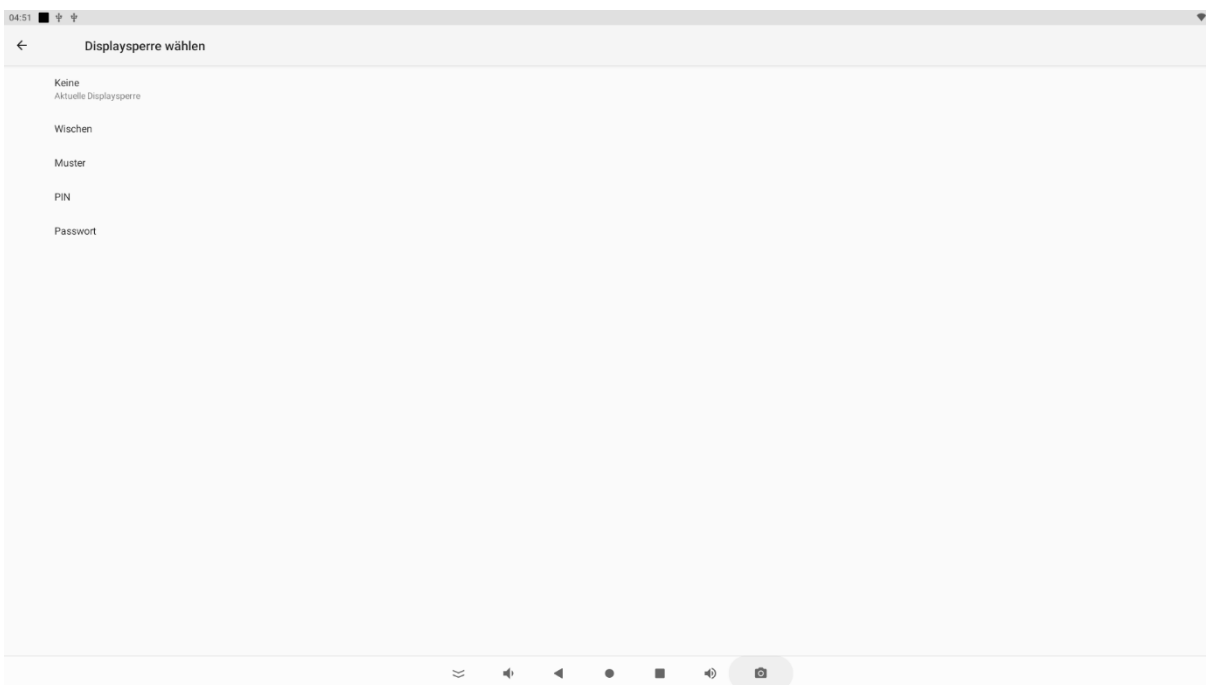 04:51
Displaysperre wählen
Keine
Aktuelle Displaysperre
Wischen
Muster
PIN
Passwort